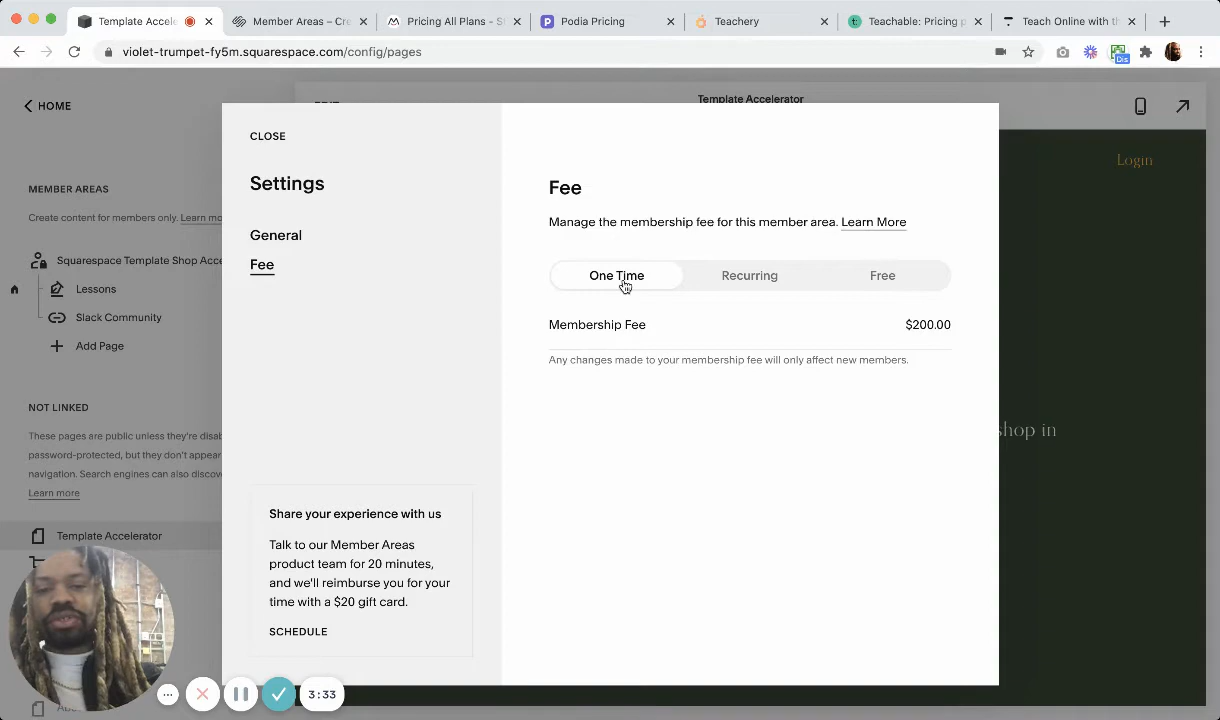 Template Accele
Member Areas – Cre
Pricing All Plans - S
Podia Pricing
Teachery
Teachable: Pricing p
Teach Online with th
violet-trumpet-fy5m.squarespace.com/config/pages
Dis
HOME
EDIT
Template Accelerator
Login
MEMBER AREAS
Create content for members only. Learn mo
Squarespace Template Shop Acce
Lessons
Slack Community
Add Page
NOT LINKED
These pages are public unless they're disab
password-protected, but they don't appear
navigation. Search engines can also discov
Learn more
Template Accelerator
CLOSE
Settings
General
Fee
Share your experience with us
Talk to our Member Areas
product team for 20 minutes,
and we'll reimburse you for your
time with a $20 gift card.
SCHEDULE
Fee
Manage the membership fee for this member area. Learn More
One Time
Recurring
Free
Membership Fee
$200.00
Any changes made to your membership fee will only affect new members.
shop in
3:33